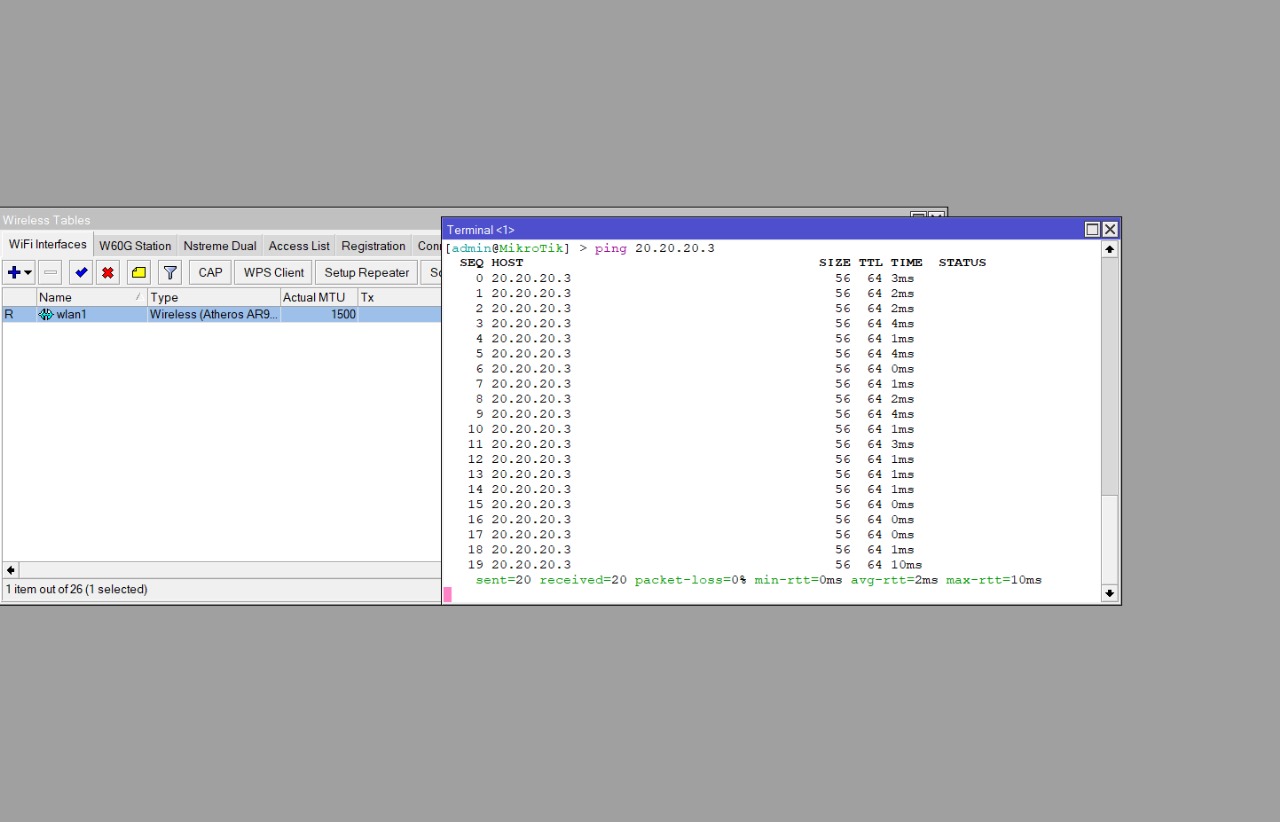 Wireless Tables
WiFi Interfaces W60G Station Nstreme Dual Access List Registration Conn
CAP WPS Client Setup Repeater Sc
Name Type Actual MTU Tx
R wlan1 Wireless (Atheros AR9... 1500
1 item out of 26 (1 selected)
Terminal <1>
[admin@MikroTik] > ping 20.20.20.3
SEQ HOST SIZE TTL TIME STATUS
0 20.20.20.3 56 64 3ms
1 20.20.20.3 56 64 2ms
2 20.20.20.3 56 64 2ms
3 20.20.20.3 56 64 4ms
4 20.20.20.3 56 64 1ms
5 20.20.20.3 56 64 4ms
6 20.20.20.3 56 64 0ms
7 20.20.20.3 56 64 1ms
8 20.20.20.3 56 64 2ms
9 20.20.20.3 56 64 4ms
10 20.20.20.3 56 64 1ms
11 20.20.20.3 56 64 3ms
12 20.20.20.3 56 64 1ms
13 20.20.20.3 56 64 1ms
14 20.20.20.3 56 64 1ms
15 20.20.20.3 56 64 0ms
16 20.20.20.3 56 64 0ms
17 20.20.20.3 56 64 0ms
18 20.20.20.3 56 64 1ms
19 20.20.20.3 56 64 10ms
sent=20 received=20 packet-loss=0% min-rtt=0ms avg-rtt=2ms max-rtt=10ms